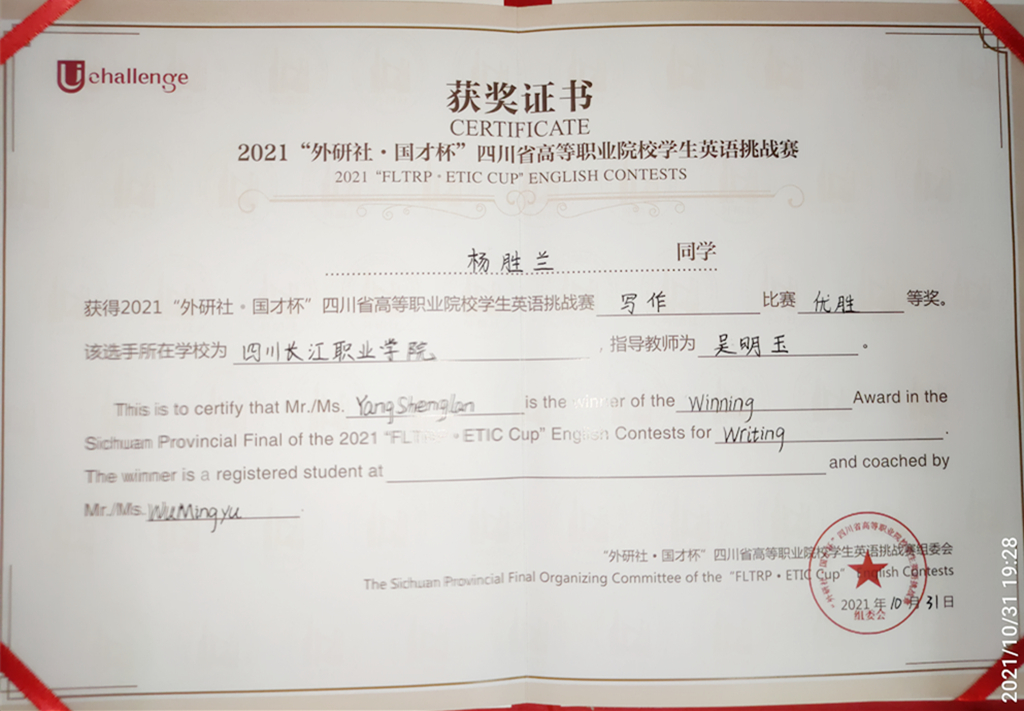 Uchallenge
获奖证书
CERTIFICATE
2021“外研社·国才杯”四川省高等职业院校学生英语挑战赛
2021 “FLTRP·ETIC CUP” ENGLISH CONTESTS
杨胜兰 同学
获得2021“外研社·国才杯”四川省高等职业院校学生英语挑战赛 写作 比赛 优胜 等奖。
该选手所在学校为 四川长江职业学院 ,指导教师为 吴明玉 。
This is to certify that Mr./Ms. Yang Shenglan is the winner of the Winning Award in the
Sichuan Provincial Final of the 2021 “FLTRP·ETIC Cup” English Contests for Writing .
The winner is a registered student at and coached by
Mr./Ms. Wu Mingyu .
“外研社·国才杯”四川省高等职业院校学生英语挑战赛组委会
The Sichuan Provincial Final Organizing Committee of the “FLTRP·ETIC Cup” English Contests
2021年10月31日
组委会
2021/10/31 19:28